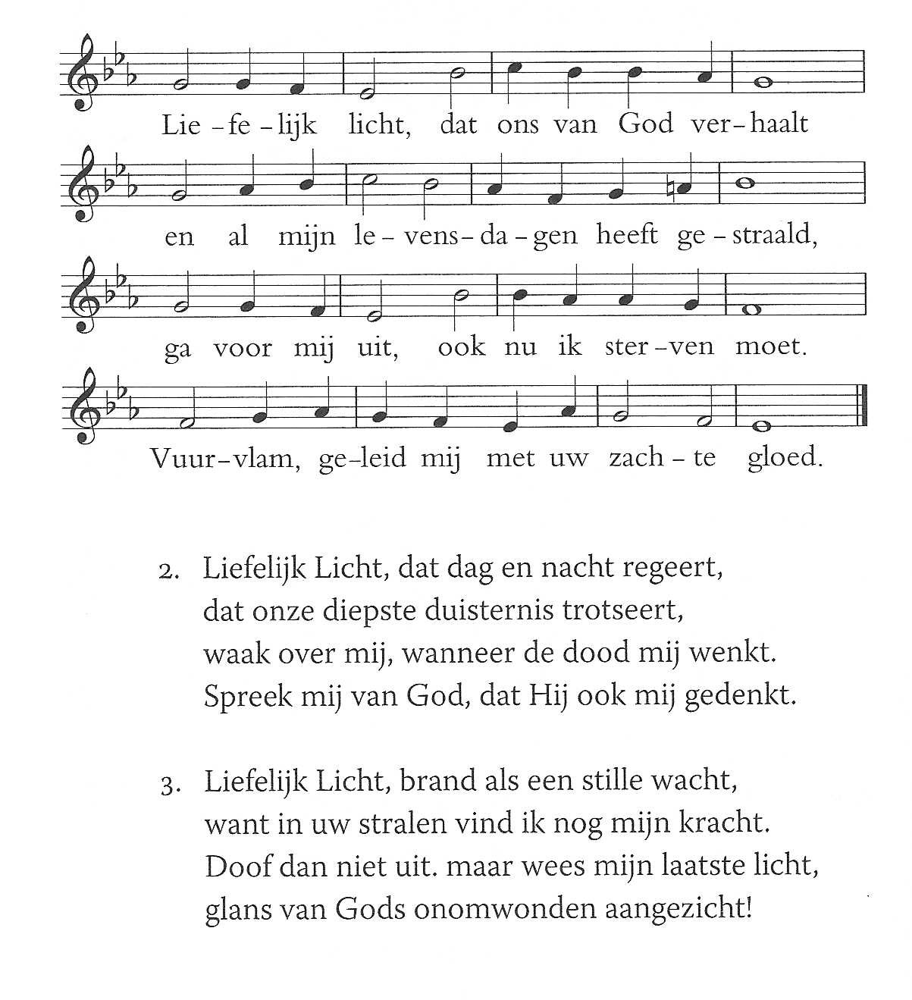 Lie – fe – lijk licht, dat ons van God ver – haalt
en al mijn le – vens – da – gen heeft ge – straald,
ga voor mij uit, ook nu ik ster – ven moet.
Vuur – vlam, ge – leid mij met uw zach – te gloed.
2. Liefelijk Licht, dat dag en nacht regeert,
dat onze diepste duisternis trotseert,
waak over mij, wanneer de dood mij wenkt.
Spreek mij van God, dat Hij ook mij gedenkt.
3. Liefelijk Licht, brand als een stille wacht,
want in uw stralen vind ik nog mijn kracht.
Doof dan niet uit. maar wees mijn laatste licht,
glans van Gods onomwonden aangezicht!